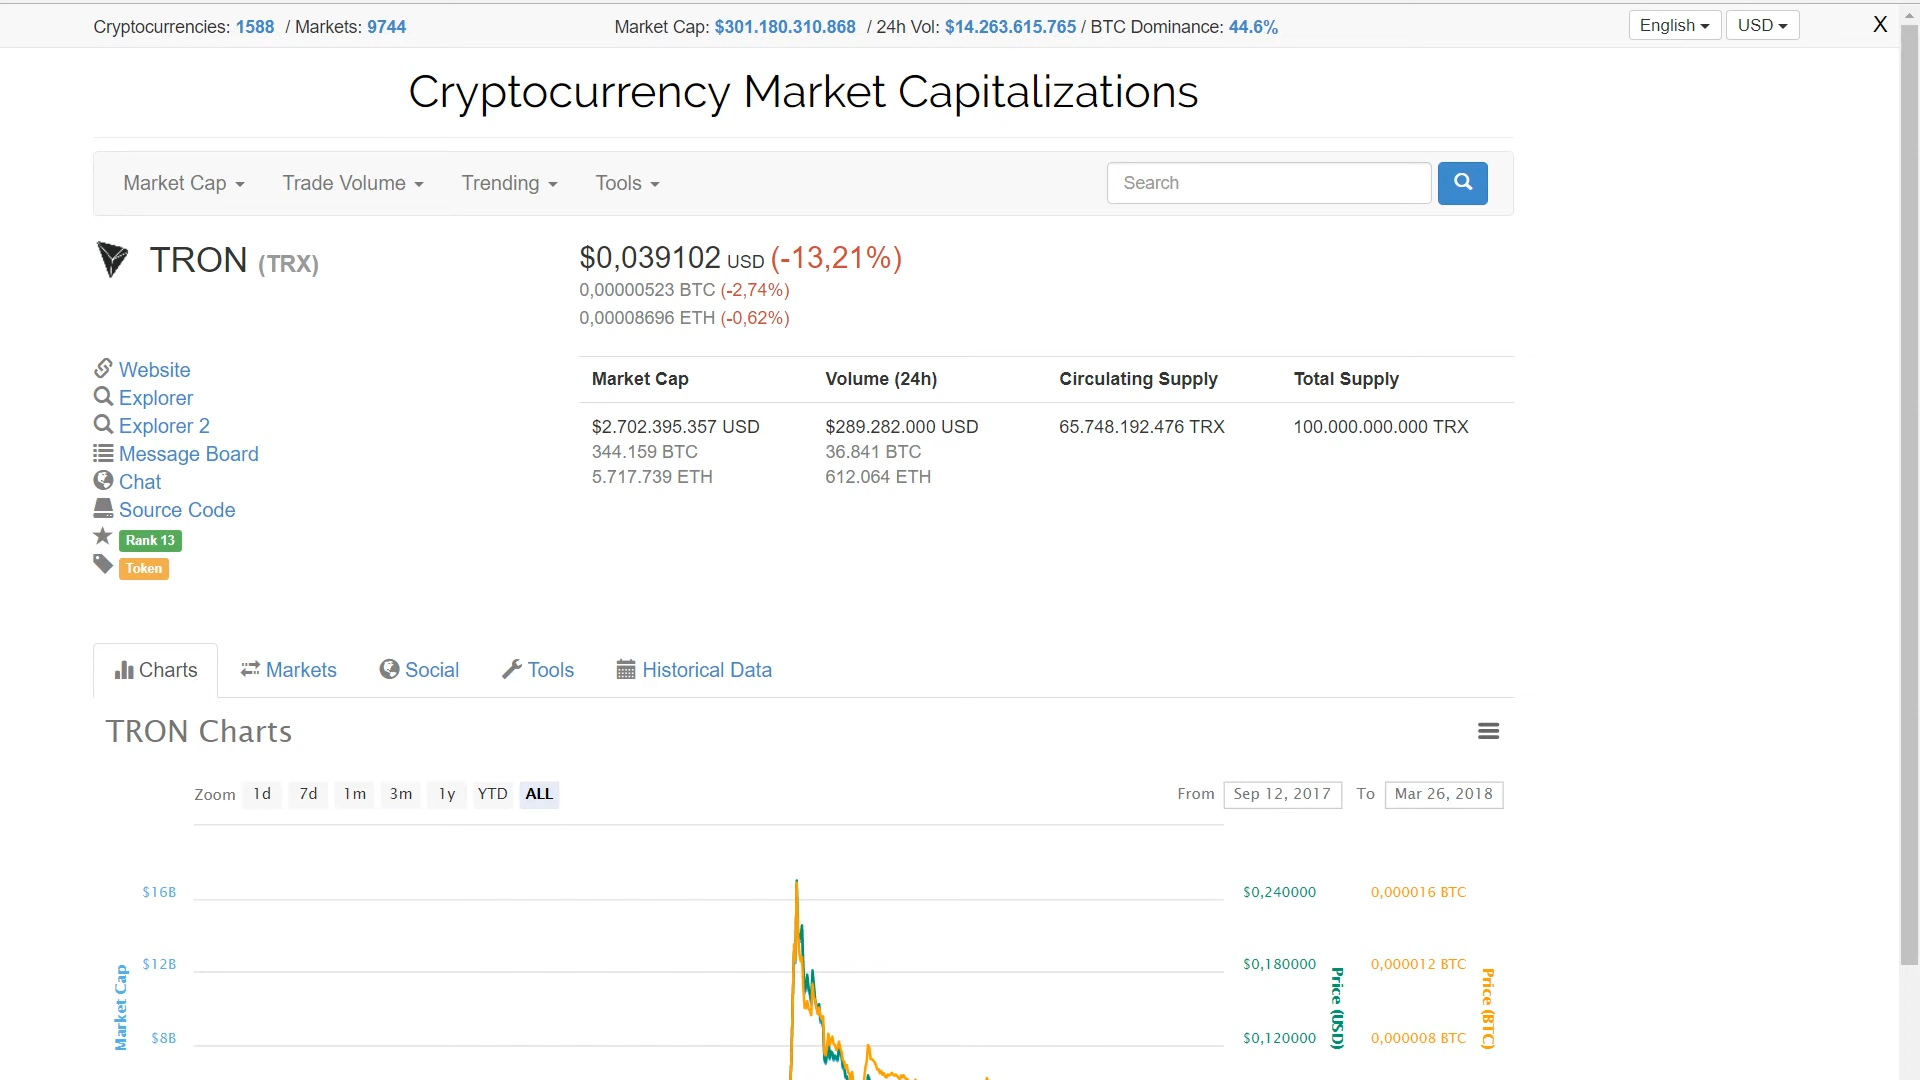 Cryptocurrencies: 1588 / Markets: 9744 Market Cap: $301.180.310.868 / 24h Vol: $14.263.615.765 / BTC Dominance: 44.6% English USD X
Cryptocurrency Market Capitalizations
Market Cap Trade Volume Trending Tools Search
TRON (TRX)
$0,039102 USD (-13,21%)
0,00000523 BTC (-2,74%)
0,00008696 ETH (-0,62%)
Website
Explorer
Explorer 2
Message Board
Chat
Source Code
Rank 13
Token
Market Cap Volume (24h) Circulating Supply Total Supply
$2.702.395.357 USD $289.282.000 USD 65.748.192.476 TRX 100.000.000.000 TRX
344.159 BTC 36.841 BTC
5.717.739 ETH 612.064 ETH
Charts Markets Social Tools Historical Data
TRON Charts
Zoom 1d 7d 1m 3m 1y YTD ALL From Sep 12, 2017 To Mar 26, 2018
$16B $0,240000 0,000016 BTC
$12B $0,180000 0,000012 BTC
$8B $0,120000 0,000008 BTC
Market Cap
Price (USD)
Price (BTC)